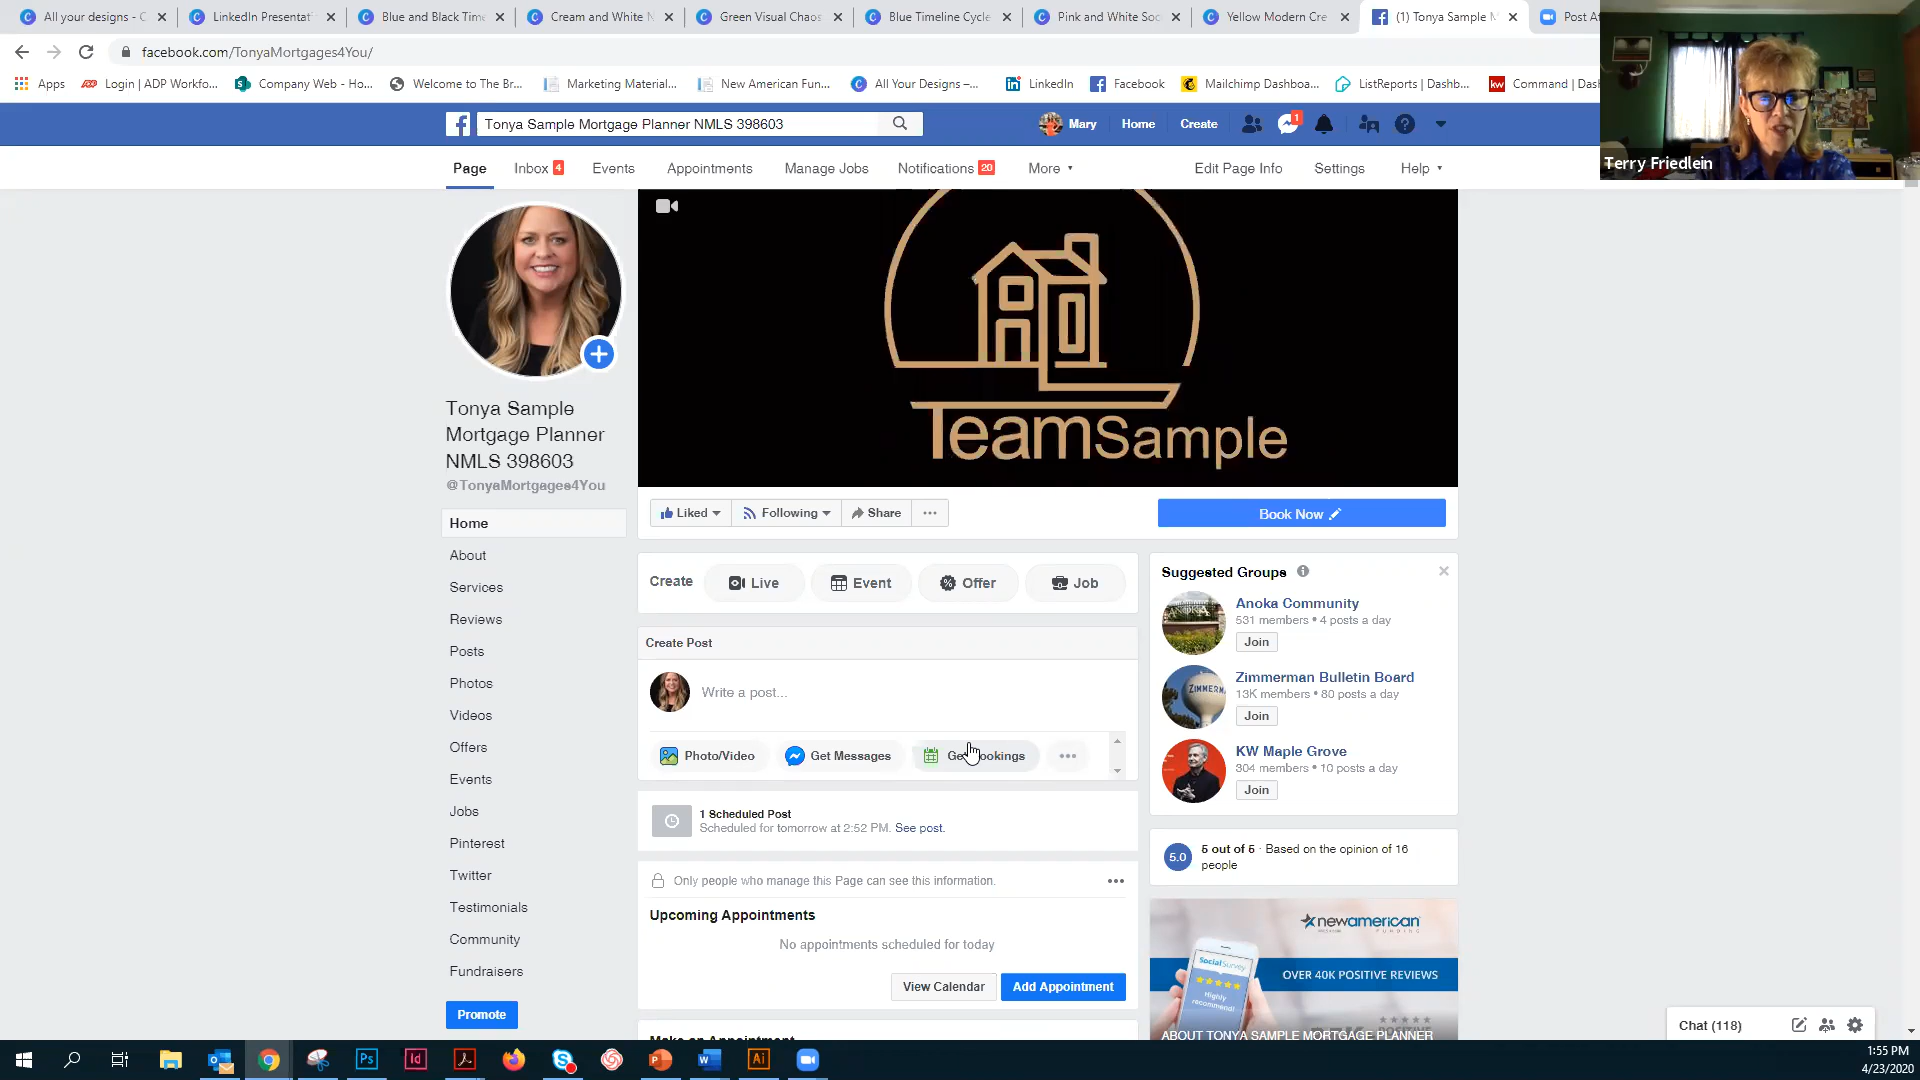 All your designs - C
LinkedIn Presentat
Blue and Black Time
Cream and White N
Green Visual Chaos
Blue Timeline Cycle
Pink and White Soc
Yellow Modern Cre
(1) Tonya Sample M
Post At
facebook.com/TonyaMortgages4You/
Apps
Login | ADP Workfo...
Company Web - Ho...
Welcome to The Br...
Marketing Material...
New American Fun...
All Your Designs –...
LinkedIn
Facebook
Mailchimp Dashboa...
ListReports | Dashb...
Command | Das
Tonya Sample Mortgage Planner NMLS 398603
Mary
Home
Create
1
Terry Friedlein
Page
Inbox 4
Events
Appointments
Manage Jobs
Notifications 20
More
Edit Page Info
Settings
Help
TeamSample
Tonya Sample
Mortgage Planner
NMLS 398603
@TonyaMortgages4You
Home
About
Services
Reviews
Posts
Photos
Videos
Offers
Events
Jobs
Pinterest
Twitter
Testimonials
Community
Fundraisers
Promote
Liked
Following
Share
Book Now
Create
Live
Event
Offer
Job
Create Post
Write a post...
Photo/Video
Get Messages
1 Scheduled Post
Scheduled for tomorrow at 2:52 PM. See post.
Only people who manage this Page can see this information.
Upcoming Appointments
No appointments scheduled for today
View Calendar
Add Appointment
Suggested Groups
Anoka Community
531 members • 4 posts a day
Join
Zimmerman Bulletin Board
13K members • 80 posts a day
Join
KW Maple Grove
304 members • 10 posts a day
Join
5.0
5 out of 5 · Based on the opinion of 16
people
newamerican
FUNDING
SocialSurvey
Highly
recommend!
OVER 40K POSITIVE REVIEWS
ABOUT TONYA SAMPLE MORTGAGE PLANNER
Chat (118)
1:55 PM
4/23/2020